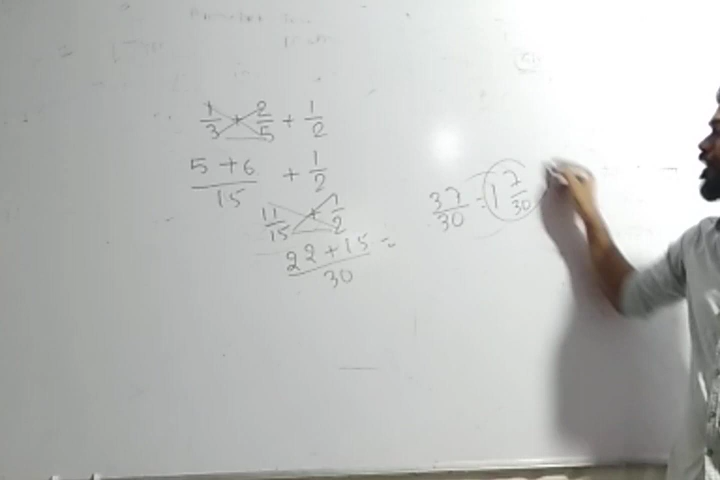 1/3 + 2/5 + 1/2
5+6/15 + 1/2
11/15 + 1/2
22+15/30 =
37/30 = 1 7/30